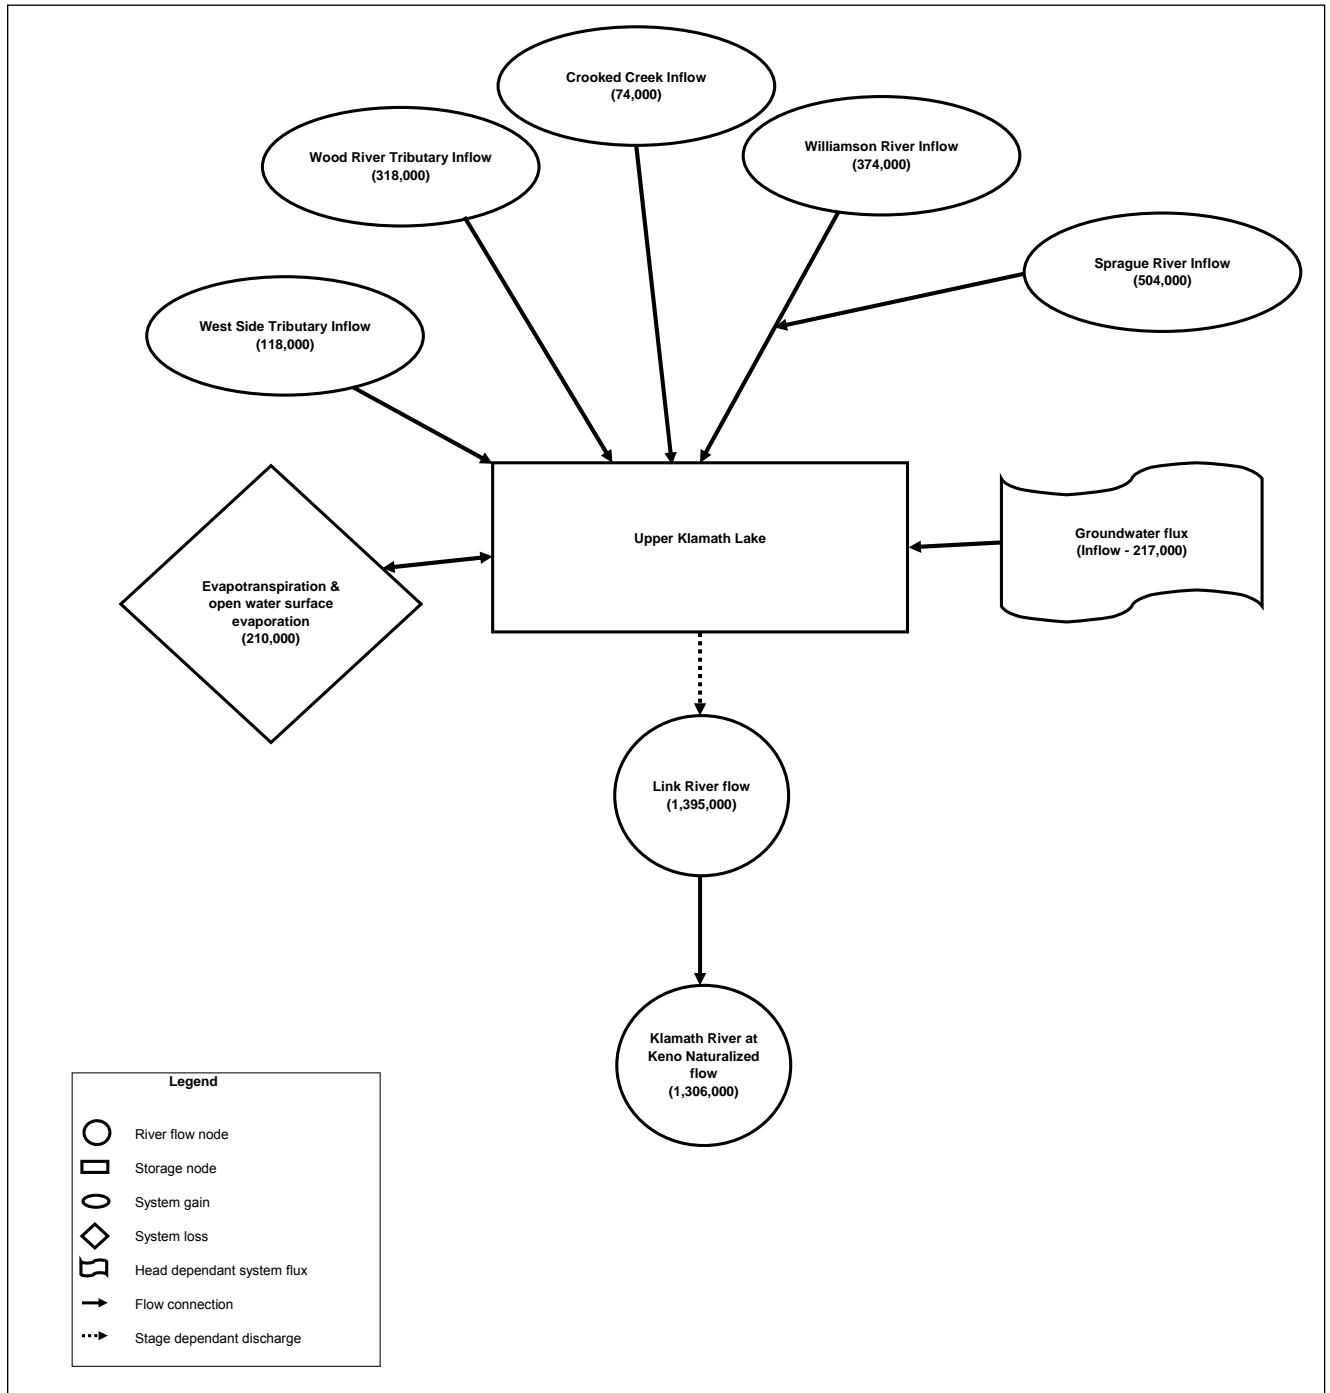 Crooked Creek Inflow
(74,000)
Wood River Tributary Inflow
(318,000)
Williamson River Inflow
(374,000)
Sprague River Inflow
(504,000)
West Side Tributary Inflow
(118,000)
Upper Klamath Lake
Groundwater flux
(Inflow - 217,000)
Evapotranspiration &
open water surface
evaporation
(210,000)
Link River flow
(1,395,000)
Klamath River at
Keno Naturalized
flow
(1,306,000)
Legend
River flow node
Storage node
System gain
System loss
Head dependant system flux
Flow connection
Stage dependant discharge